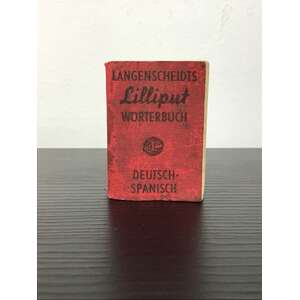 LANGENSCHEIDTS
Lilliput
WÖRTERBUCH
DEUTSCH-
SPANISCH